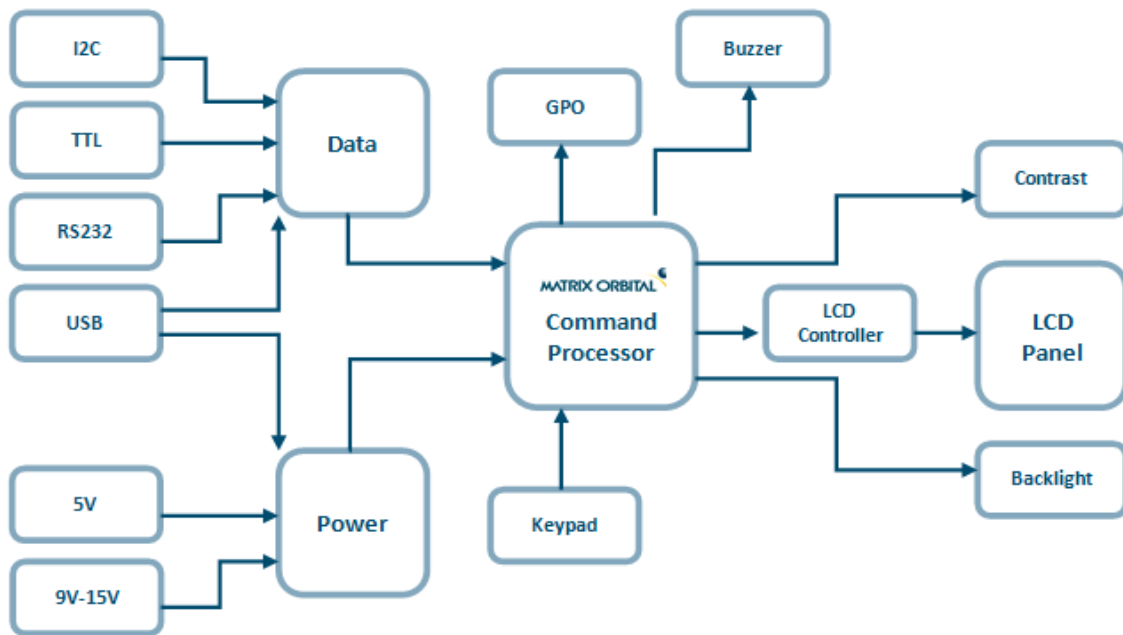 I2C
TTL
RS232
USB
5V
9V-15V
Data
Power
GPO
Buzzer
MATRIX ORBITAL
Command
Processor
Keypad
LCD
Controller
Contrast
LCD
Panel
Backlight